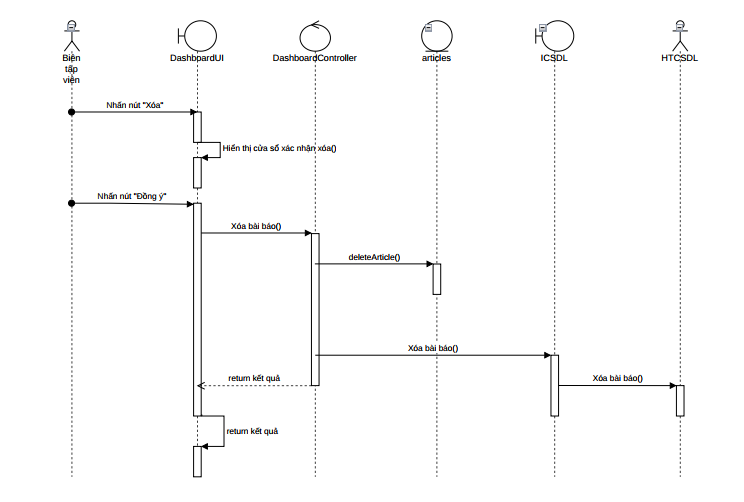 Biên
tập
viên
DashboardUI
DashboardController
articles
ICSDL
HTCSDL
Nhấn nút "Xóa"
Hiển thị cửa sổ xác nhận xóa()
Nhấn nút "Đồng ý"
Xóa bài báo()
deleteArticle()
Xóa bài báo()
return kết quả
Xóa bài báo()
return kết quả